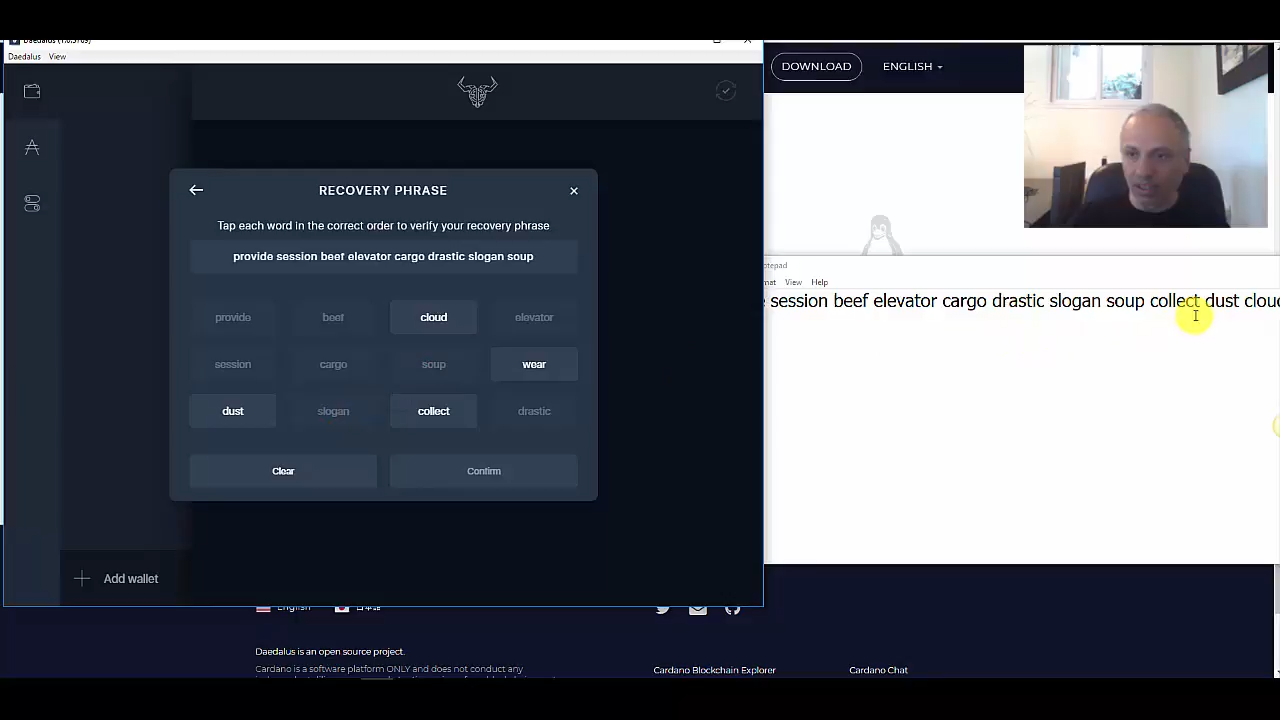 Daedalus View
DOWNLOAD ENGLISH
RECOVERY PHRASE
Tap each word in the correct order to verify your recovery phrase
provide session beef elevator cargo drastic slogan soup
provide beef cloud elevator
session cargo soup wear
dust slogan collect drastic
Clear Confirm
Add wallet
View Help
session beef elevator cargo drastic slogan soup collect dust
English
Daedalus is an open source project.
Cardano is a software platform ONLY and does not conduct any
Cardano Blockchain Explorer Cardano Chat